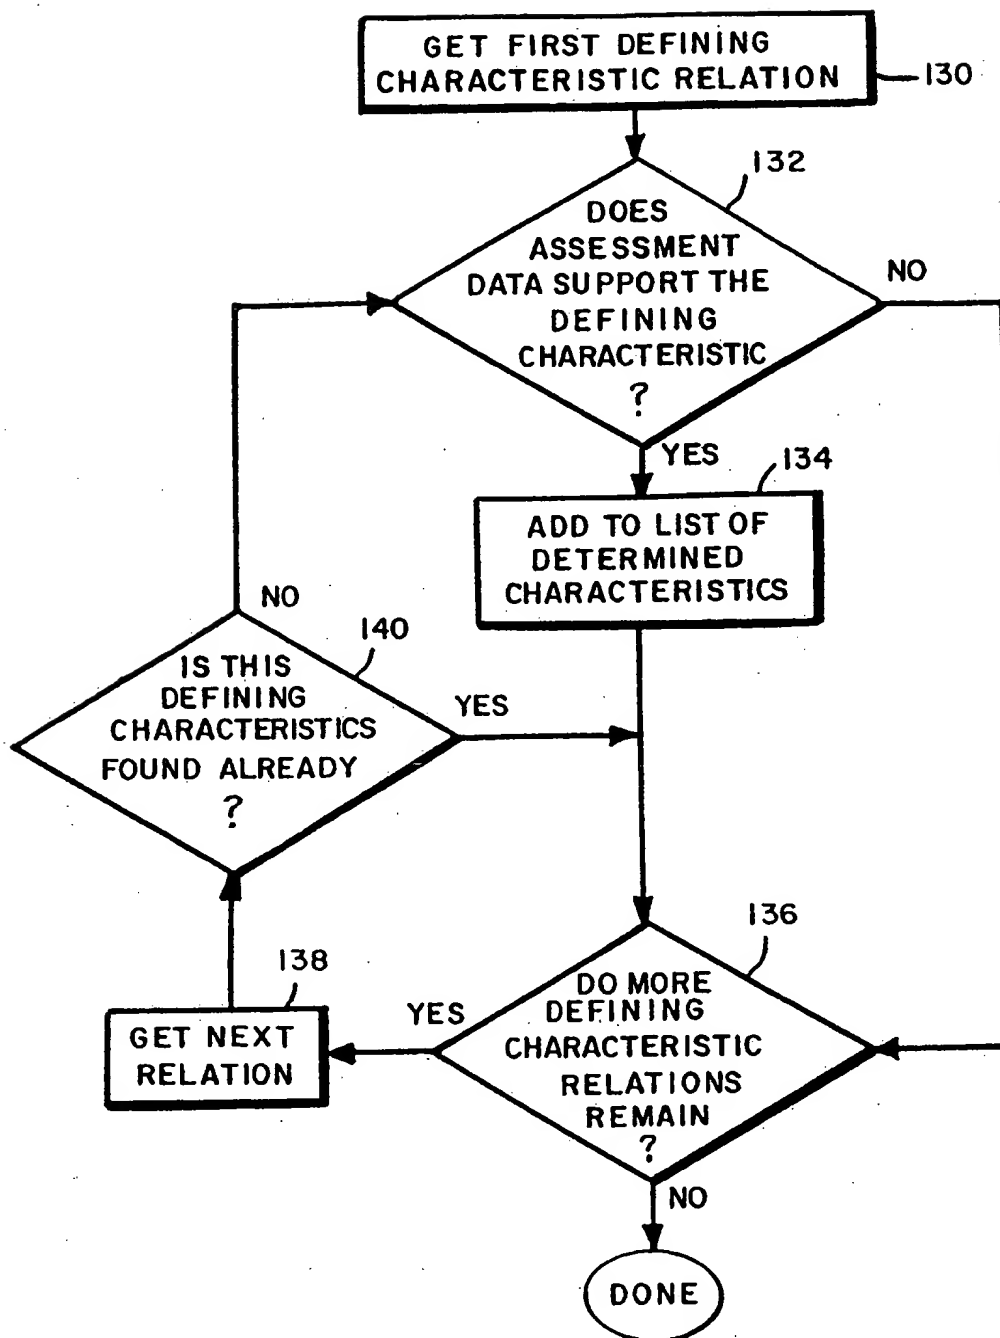 GET FIRST DEFINING
CHARACTERISTIC RELATION
130
132
DOES
ASSESSMENT
DATA SUPPORT THE
DEFINING
CHARACTERISTIC
?
NO
YES
134
ADD TO LIST OF
DETERMINED
CHARACTERISTICS
NO
140
IS THIS
DEFINING
CHARACTERISTICS
FOUND ALREADY
?
YES
136
DO MORE
DEFINING
CHARACTERISTIC
RELATIONS
REMAIN
?
YES
138
GET NEXT
RELATION
NO
DONE